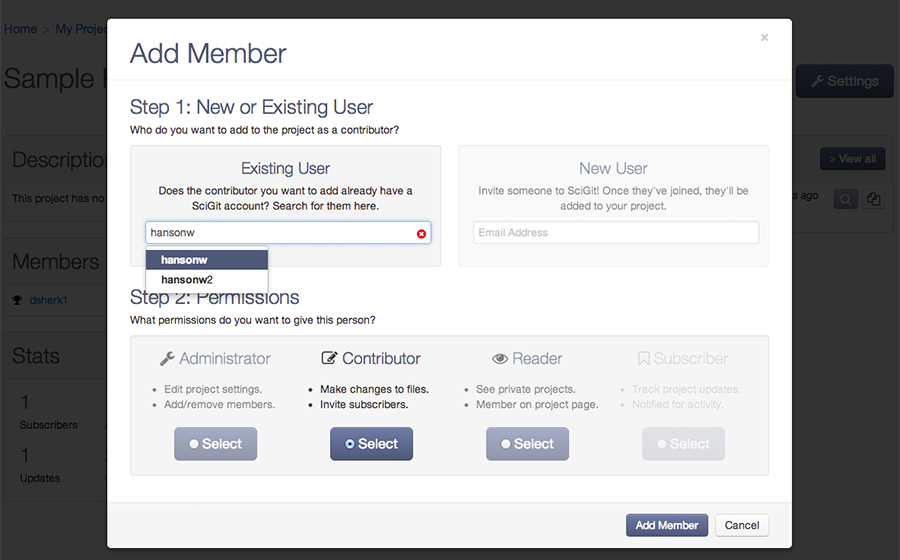 Home > My Projec
Sample
Settings
Description
» View all
This project has no
s ago
Members
dsherk1
Stats
1
Subscribers
1
Updates
Add Member
×
Step 1: New or Existing User
Who do you want to add to the project as a contributor?
Existing User
Does the contributor you want to add already have a
SciGit account? Search for them here.
hansonw
hansonw
hansonw2
New User
Invite someone to SciGit! Once they've joined, they'll be
added to your project.
Email Address
Step 2: Permissions
What permissions do you want to give this person?
Administrator
• Edit project settings.
• Add/remove members.
Select
Contributor
• Make changes to files.
• Invite subscribers.
Select
Reader
• See private projects.
• Member on project page.
Select
Subscriber
• Track project updates.
• Notified for activity.
Select
Add Member
Cancel